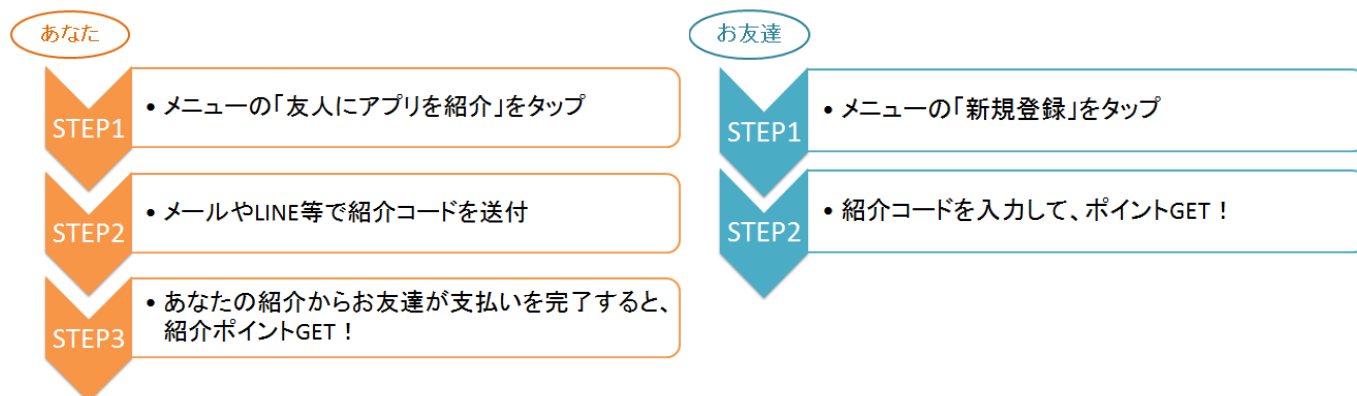 あなた
STEP1
• メニューの「友人にアプリを紹介」をタップ
STEP2
• メールやLINE等で紹介コードを送付
STEP3
• あなたの紹介からお友達が支払いを完了すると、
紹介ポイントGET！
お友達
STEP1
• メニューの「新規登録」をタップ
STEP2
• 紹介コードを入力して、ポイントGET！